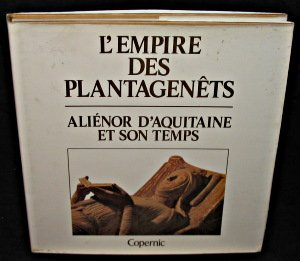 L'EMPIRE
DES
PLANTAGENÊTS
ALIÉNOR D'AQUITAINE
ET SON TEMPS
Copernic